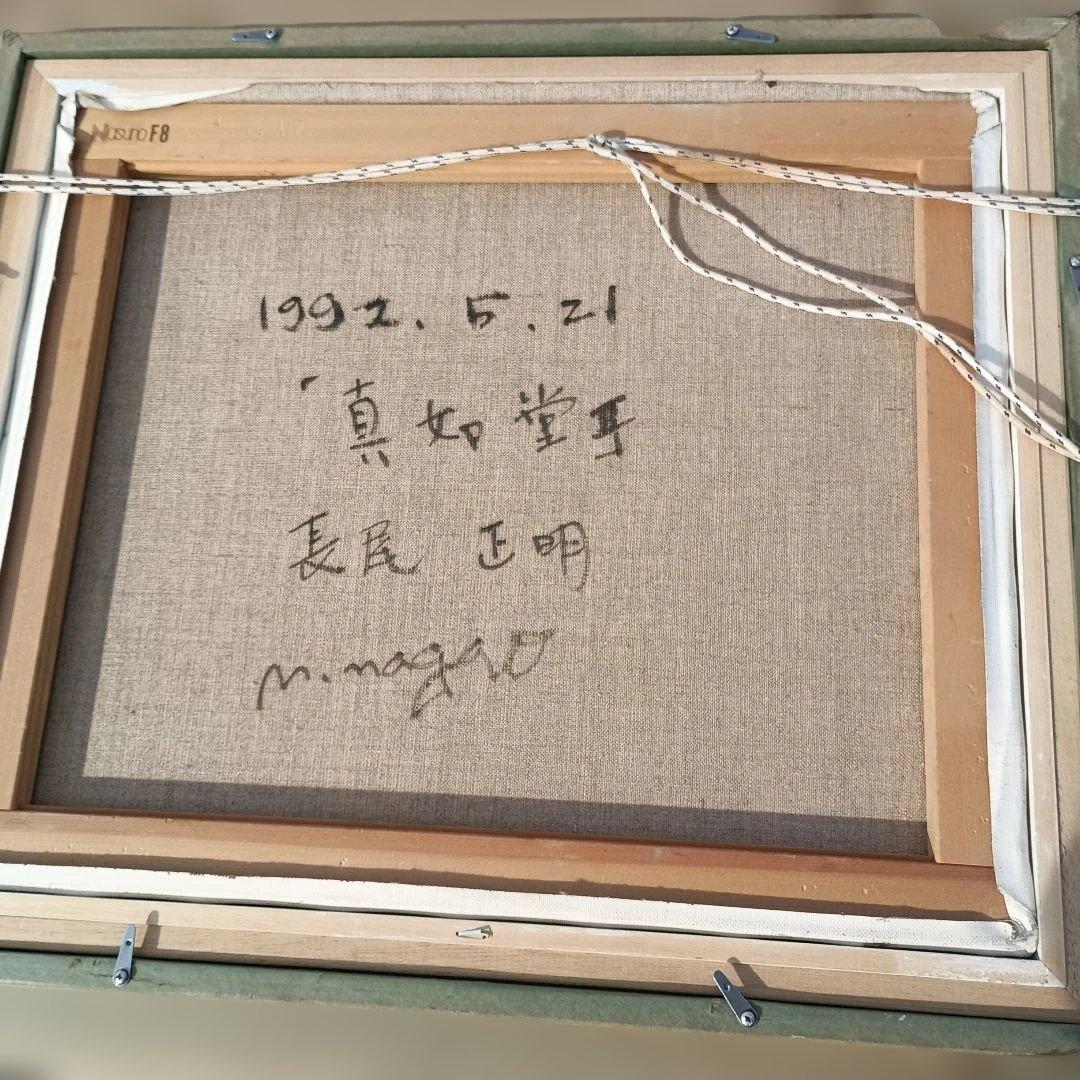 Nasuno F8
1992. 5. 21
真如堂
長尾 正明
m. nagao